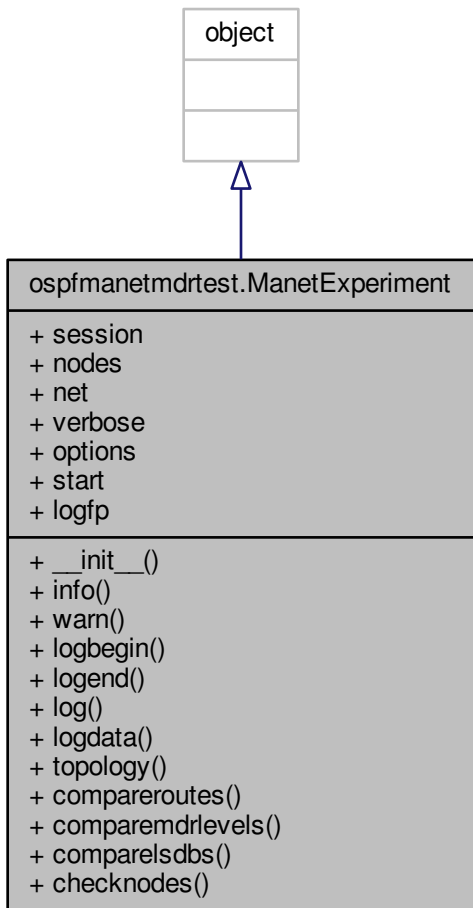 object
ospfmanetmdrtest.ManetExperiment
+ session
+ nodes
+ net
+ verbose
+ options
+ start
+ logfp
+ __init__()
+ info()
+ warn()
+ logbegin()
+ logend()
+ log()
+ logdata()
+ topology()
+ compareroutes()
+ comparemdrlevels()
+ comparelsdbs()
+ checknodes()